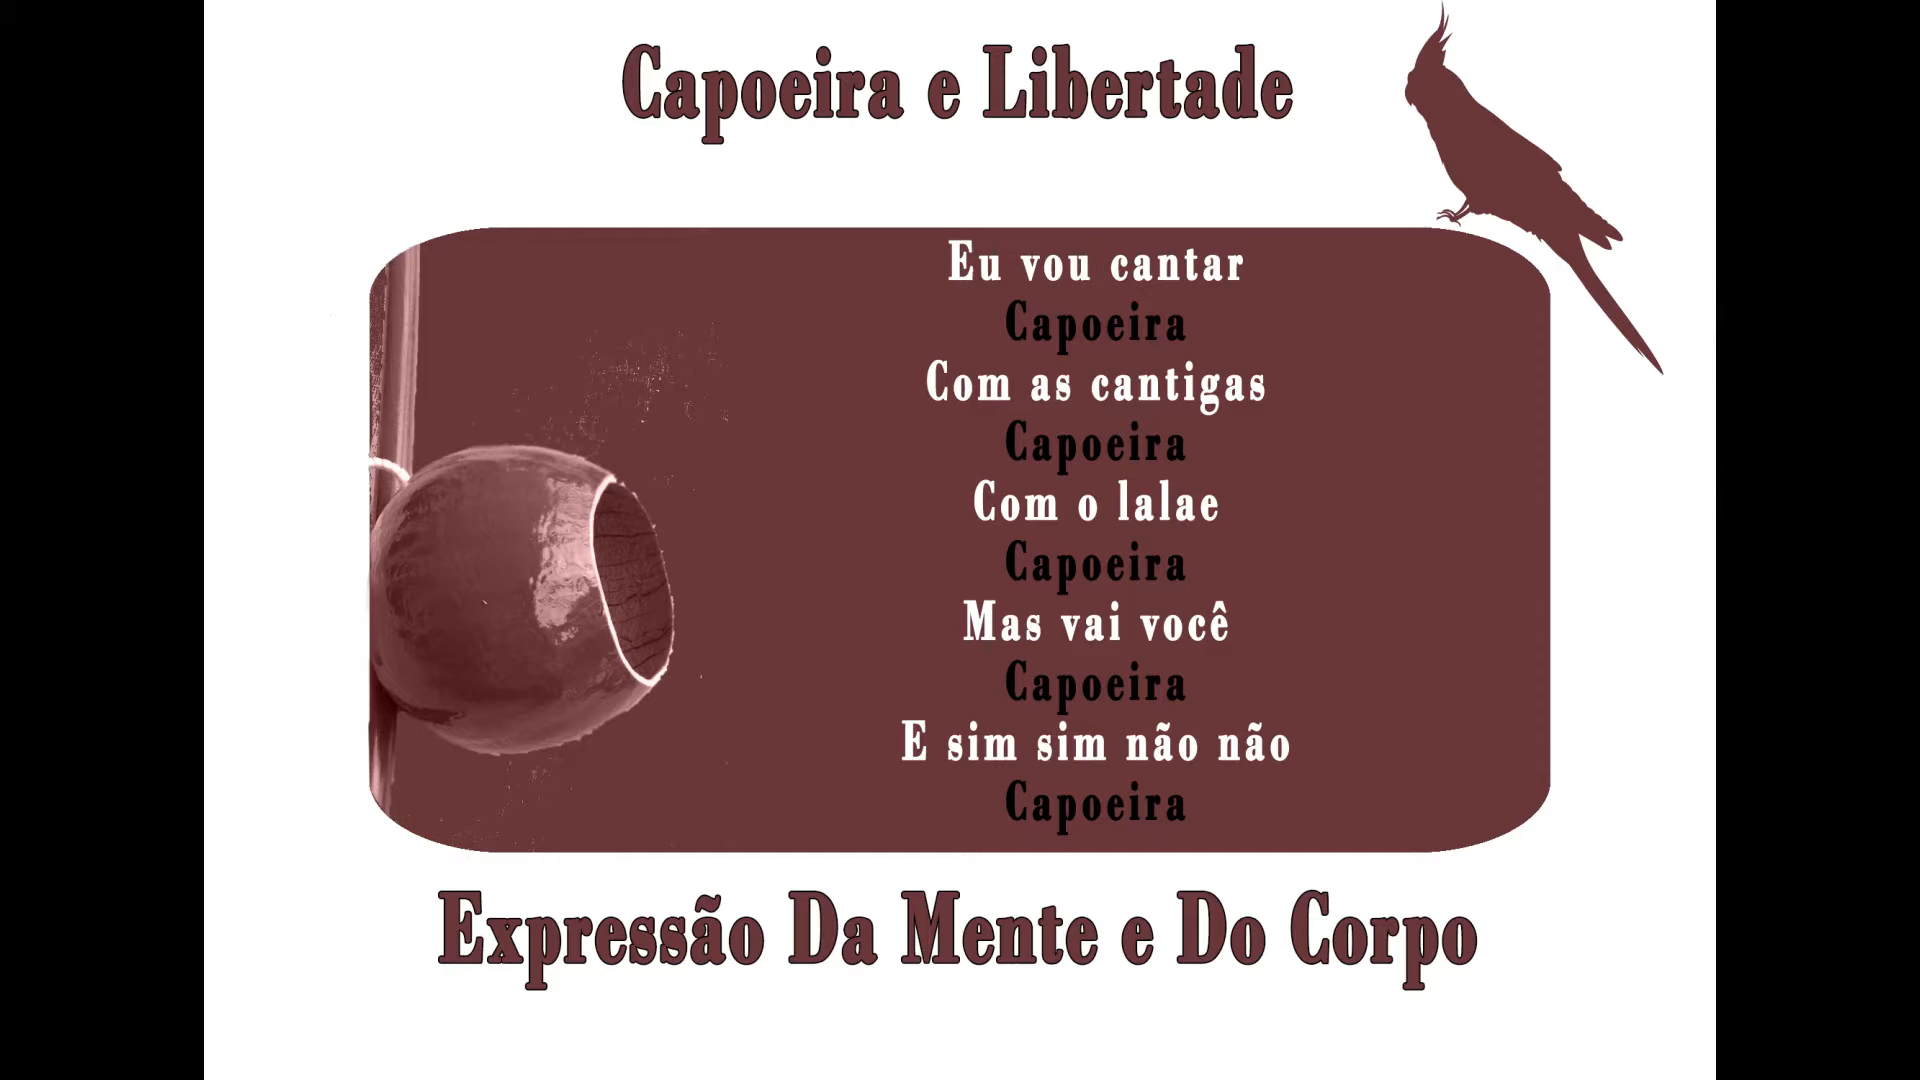 Capoeira e Libertade
Eu vou cantar
Capoeira
Com as cantigas
Capoeira
Com o lalae
Capoeira
Mas vai você
Capoeira
E sim sim não não
Capoeira
Expressão Da Mente e Do Corpo